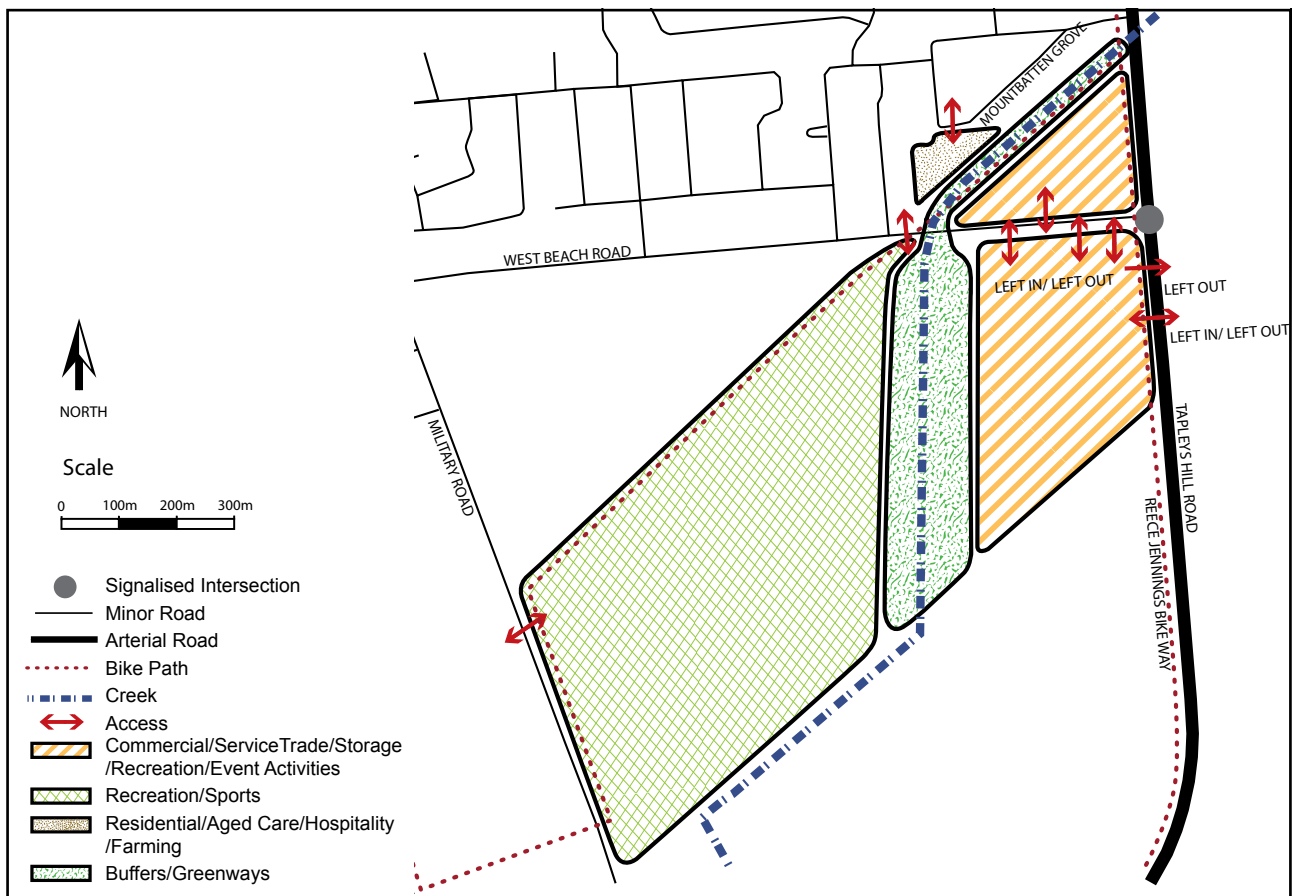 MOUNTBATTEN GROVE
WEST BEACH ROAD
LEFT IN/ LEFT OUT
LEFT OUT
LEFT IN/ LEFT OUT
MILITARY ROAD
TAPLEYS HILL ROAD
REECE JENNINGS BIKE WAY
NORTH
Scale
0 100m 200m 300m
Signalised Intersection
Minor Road
Arterial Road
Bike Path
Creek
Access
Commercial/ServiceTrade/Storage
/Recreation/Event Activities
Recreation/Sports
Residential/Aged Care/Hospitality
/Farming
Buffers/Greenways